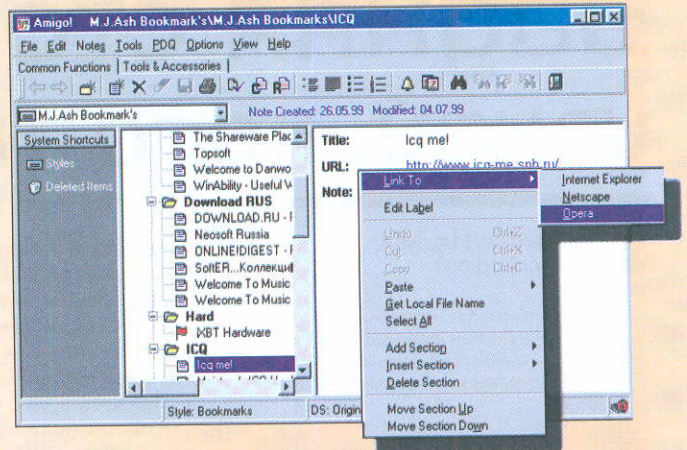 Amigo! M.J.Ash Bookmark's\M.J.Ash Bookmarks\ICQ
File Edit Notes Tools PDQ Options View Help
Common Functions Tools & Accessories
M.J.Ash Bookmark's
Note Created: 26.05.99 Modified: 04.07.99
System Shortcuts
Styles
Deleted Items
The Shareware Plac
Topsoft
Welcome to Danwo
WinAbility - Useful
Download RUS
DOWNLOAD.RU -
Neosoft Russia
ONLINE!DIGEST -
SoftER...Коллекци
Welcome To Music
Welcome To Music
Hard
iXBT Hardware
ICQ
Icq me!
Title: Icq me!
URL: http://www.icq-me.spb.ru/
Note:
Link To
Edit Label
Undo Ctrl+Z
Cut Ctrl+X
Copy Ctrl+C
Paste
Get Local File Name
Select All
Add Section
Insert Section
Delete Section
Move Section Up
Move Section Down
Internet Explorer
Netscape
Opera
Style: Bookmarks
DS: Origin